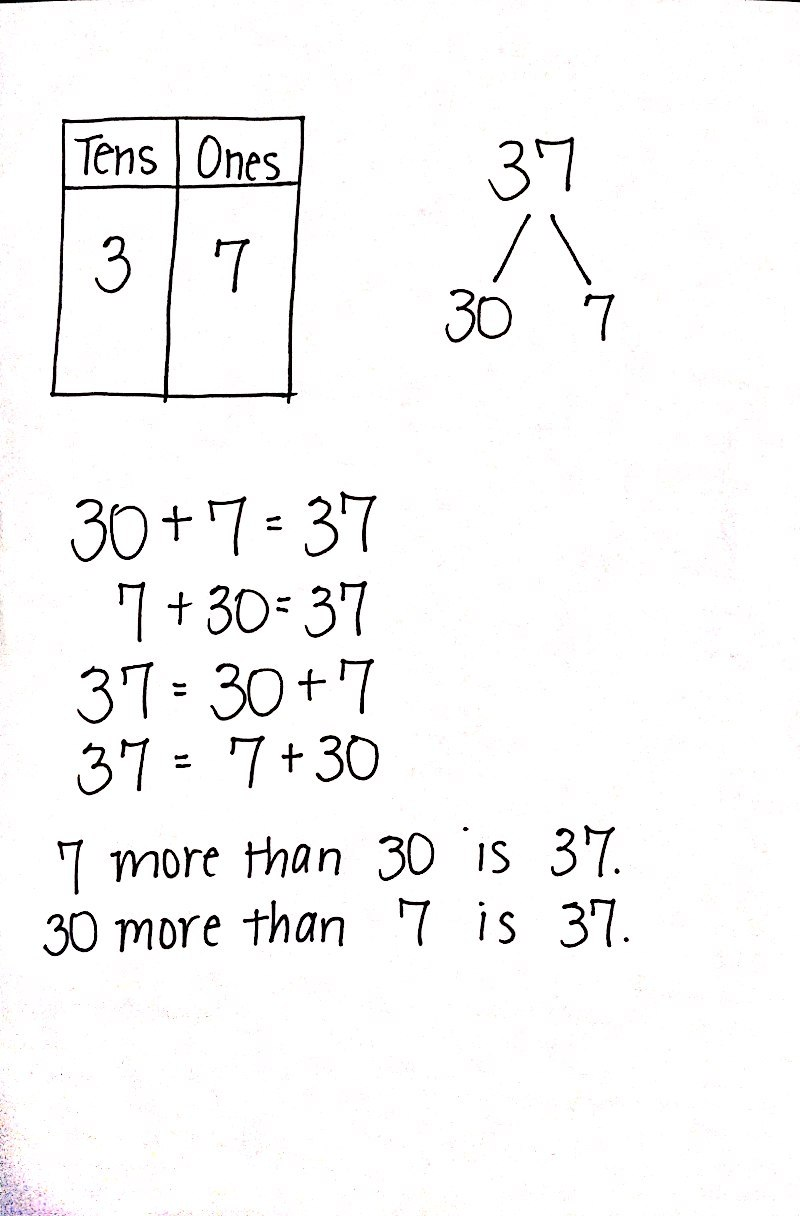 Tens Ones
3 7
37
30 7
30 + 7 = 37
7 + 30 = 37
37 = 30 + 7
37 = 7 + 30
7 more than 30 is 37.
30 more than 7 is 37.